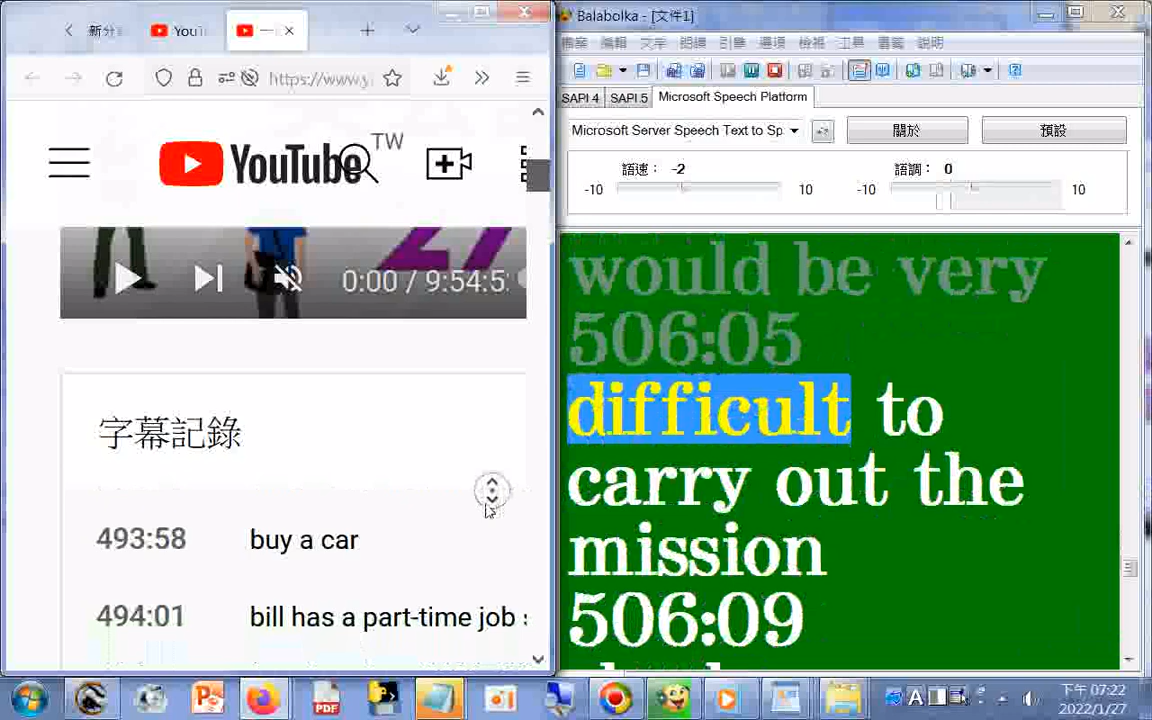 新分
YouT
一
https://www.y
YouTube
TW
27
0:00 / 9:54:5
字幕記錄
493:58 buy a car
494:01 bill has a part-time job
Balabolka - [文件1]
檔案 編輯 文字 朗讀 引擎 選項 檢視 工具 書籤 說明
SAPI 4 SAPI 5 Microsoft Speech Platform
Microsoft Server Speech Text to Sp
關於 預設
語速： -2 語調： 0
-10 10 -10 10
would be very
506:05
difficult to
carry out the
mission
506:09
PDF
A
下午 07:22
2022/1/27